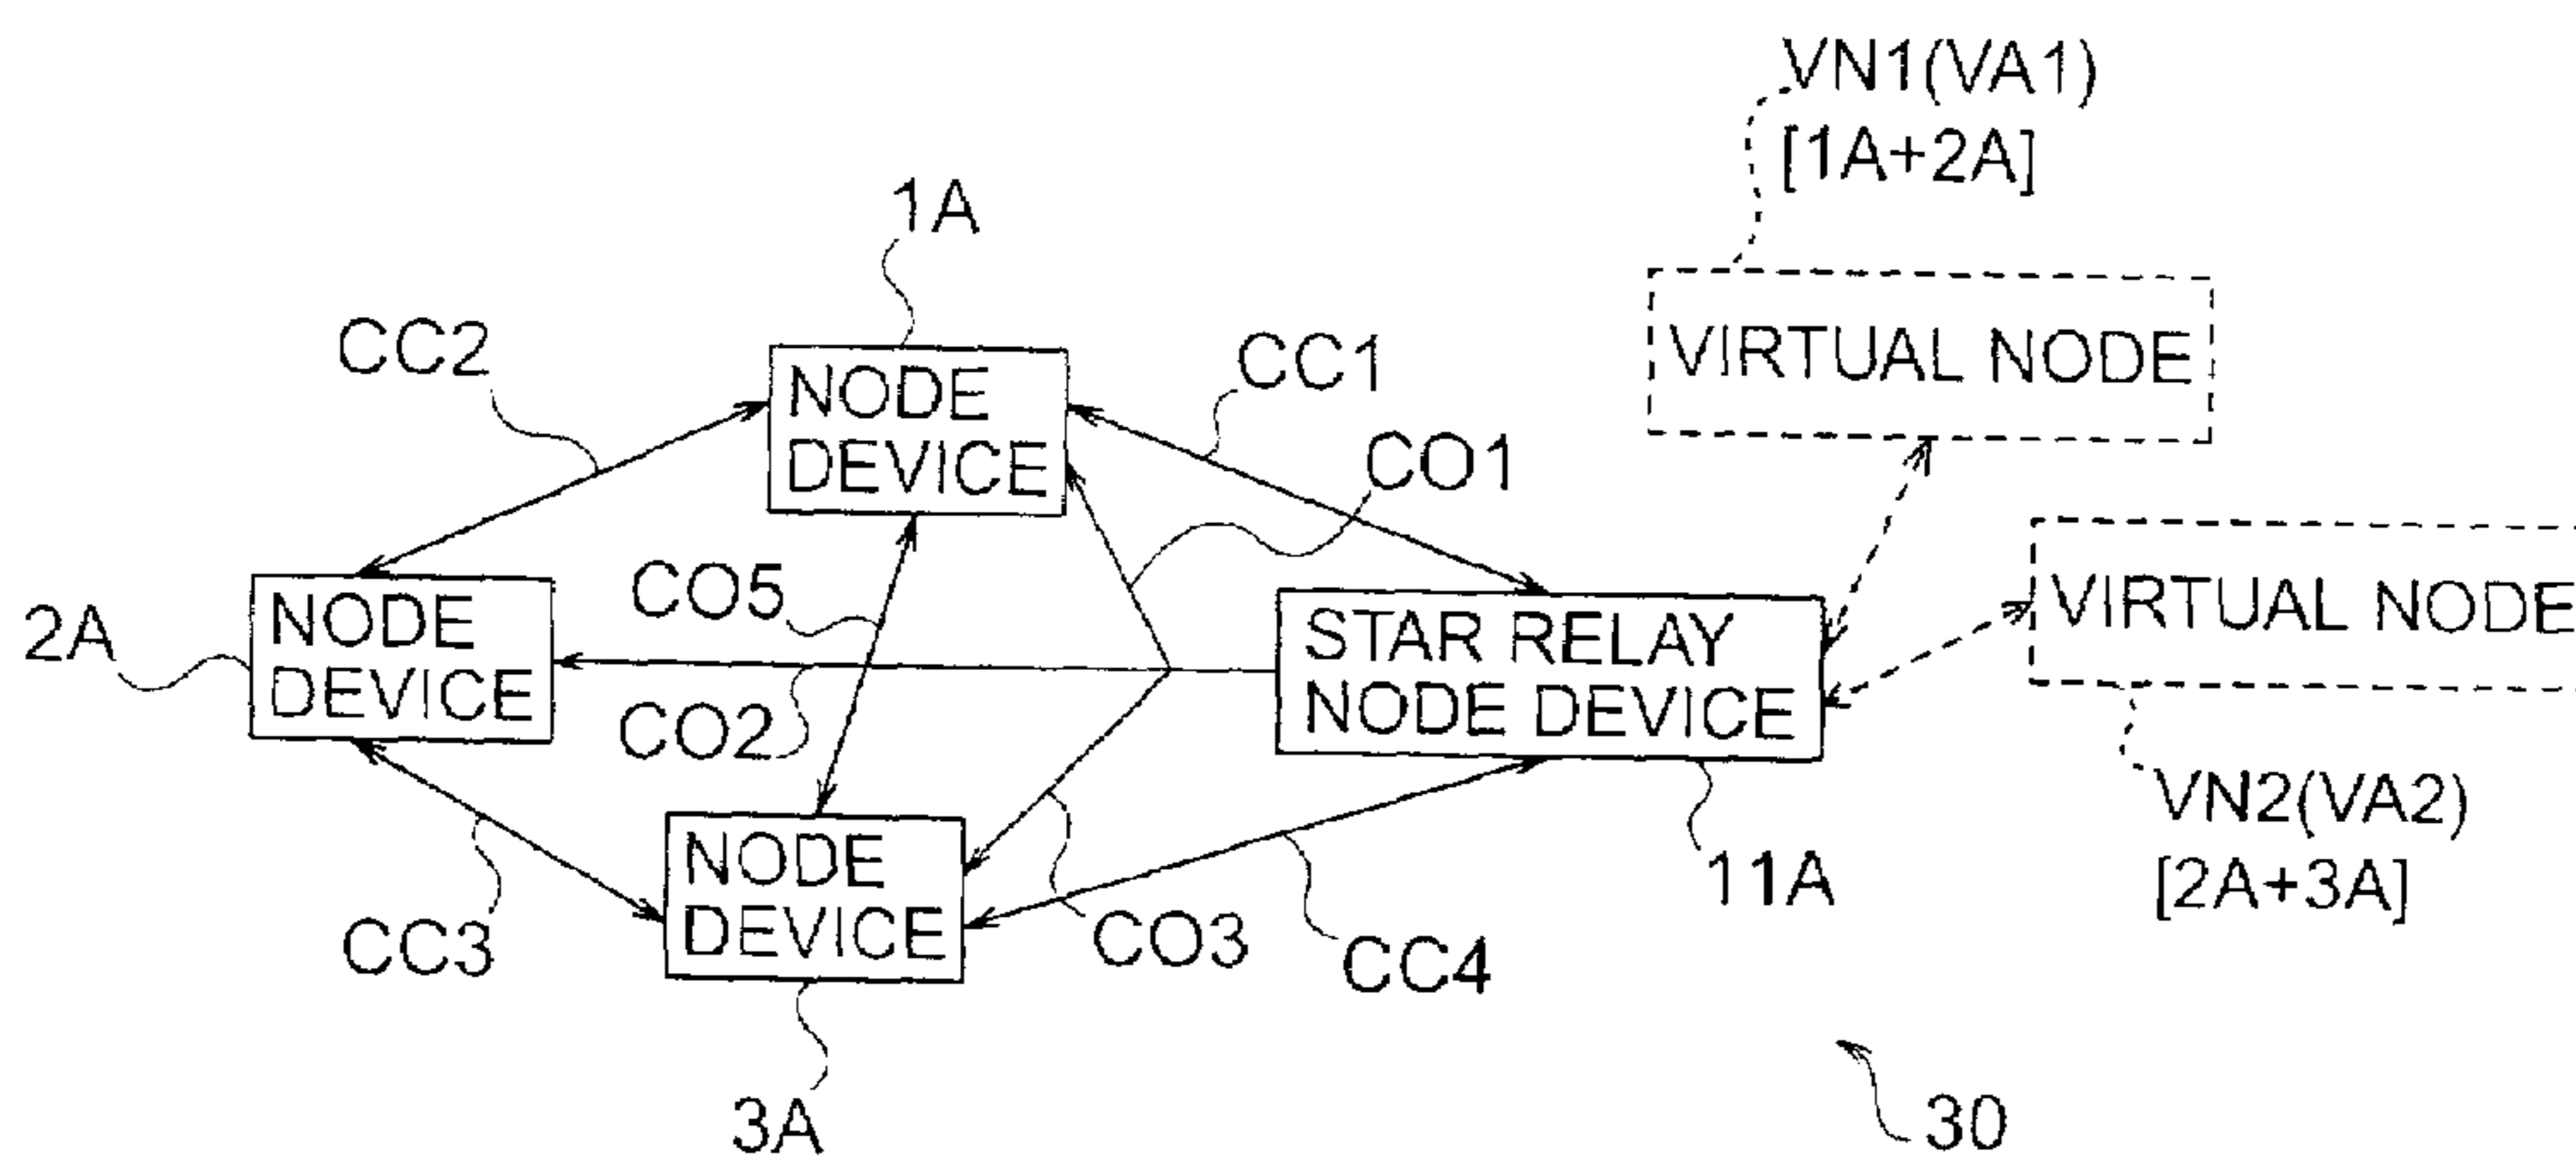 VN1(VA1)
[1A+2A]
1A
CC2
NODE
DEVICE
CC1
VIRTUAL NODE
CO1
2A
NODE
DEVICE
CO5
CO2
STAR RELAY
NODE DEVICE
VIRTUAL NODE
VN2(VA2)
[2A+3A]
11A
NODE
DEVICE
CC3
CO3
CC4
3A
30